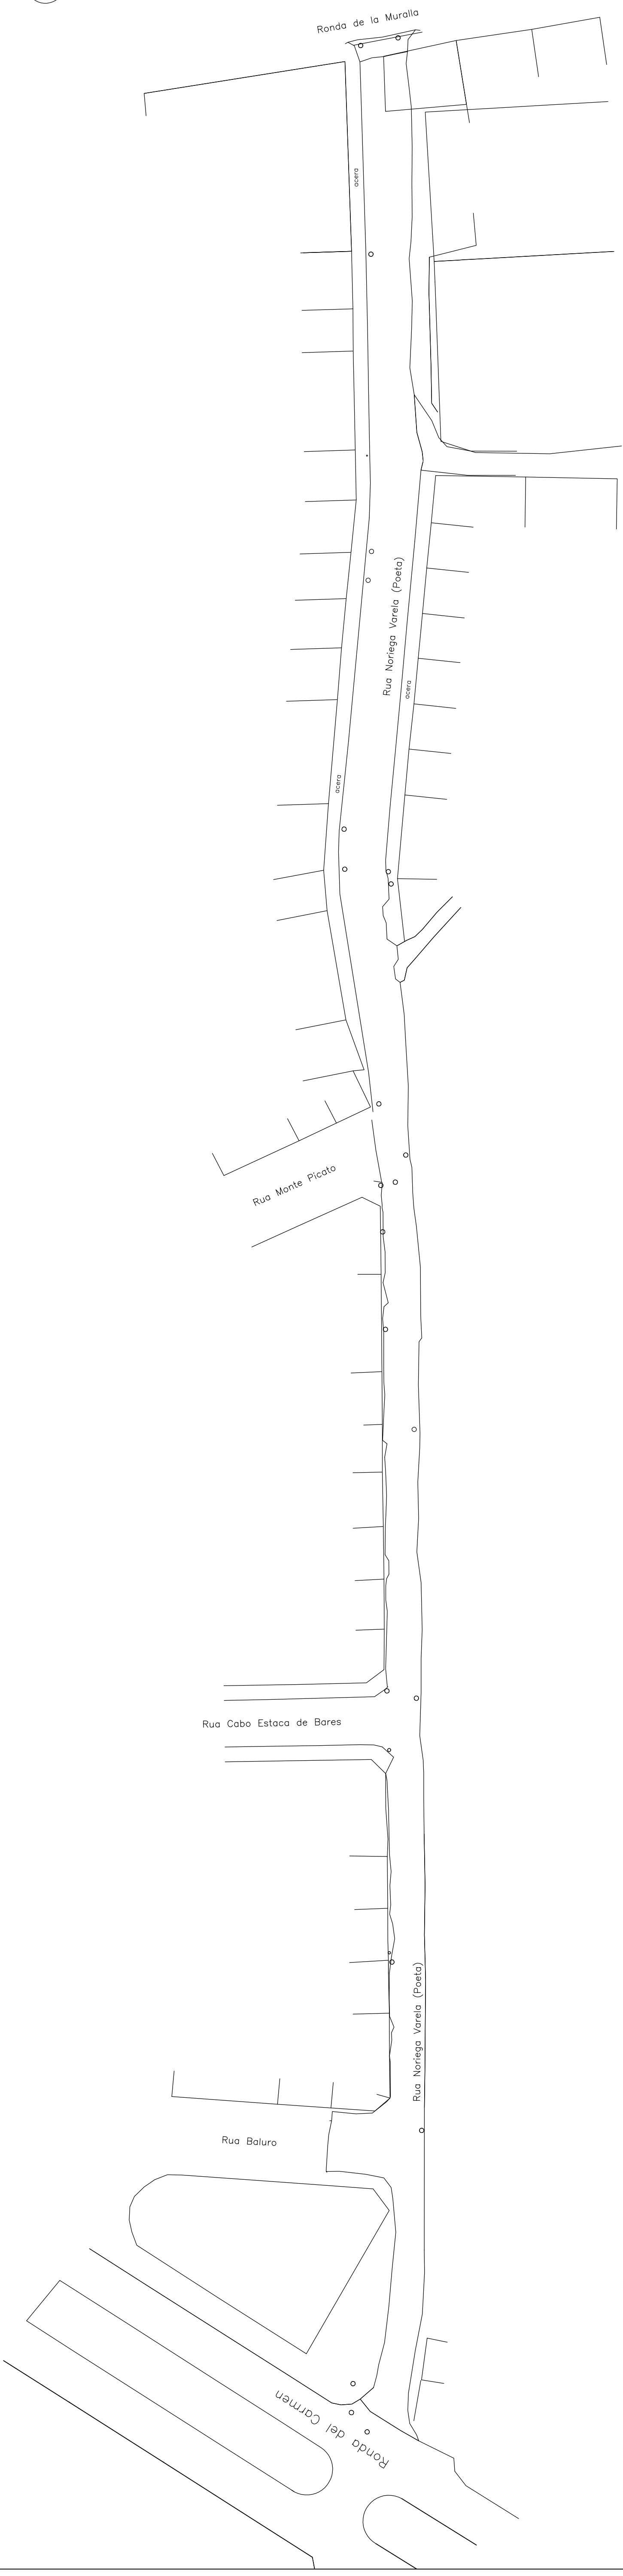 Ronda de la Muralla
acera
Rua Noriega Varela (Poeta)
acera
acera
Rua Monte Picato
Rua Cabo Estaca de Bares
Rua Noriega Varela (Poeta)
Rua Baluro
Ronda del Carmen